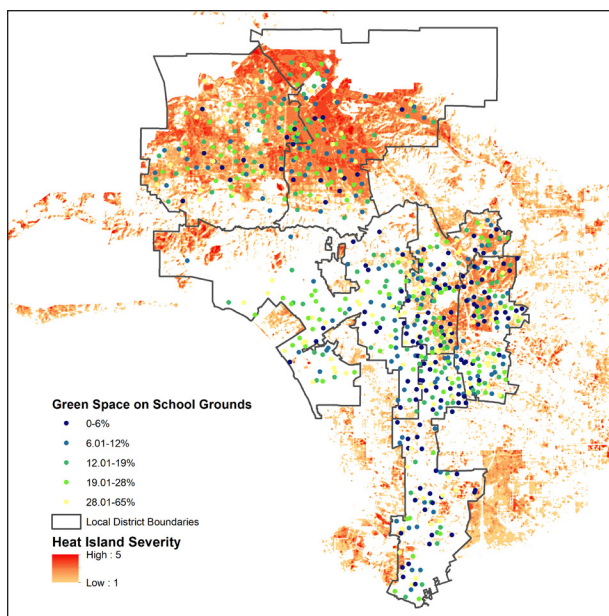 Green Space on School Grounds
0-6%
6.01-12%
12.01-19%
19.01-28%
28.01-65%
Local District Boundaries
Heat Island Severity
High : 5
Low : 1